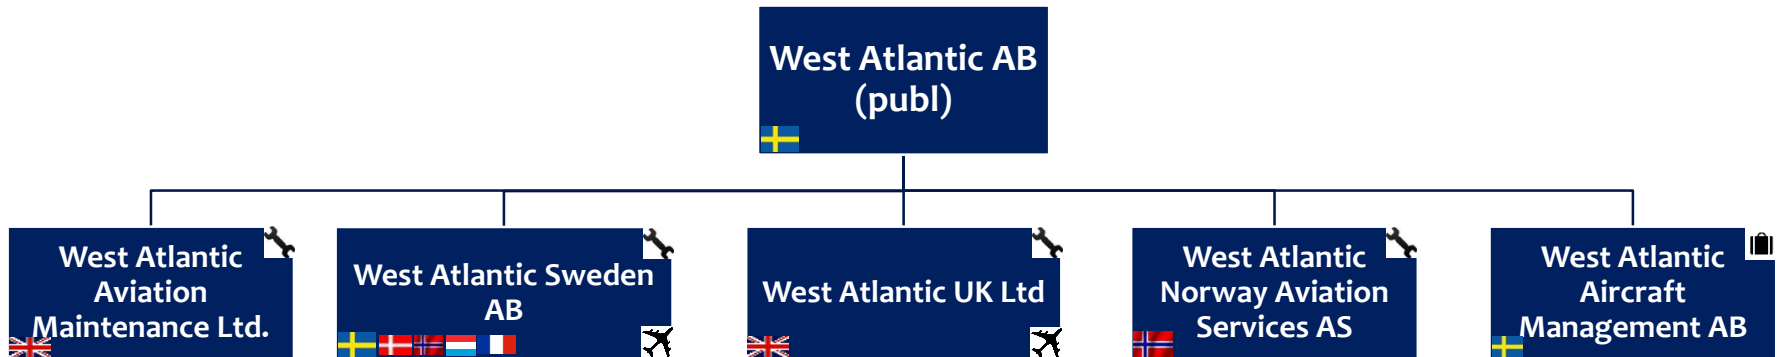 West Atlantic AB
(publ)
West Atlantic
Aviation
Maintenance Ltd.
West Atlantic Sweden
AB
West Atlantic UK Ltd
West Atlantic
Norway Aviation
Services AS
West Atlantic
Aircraft
Management AB